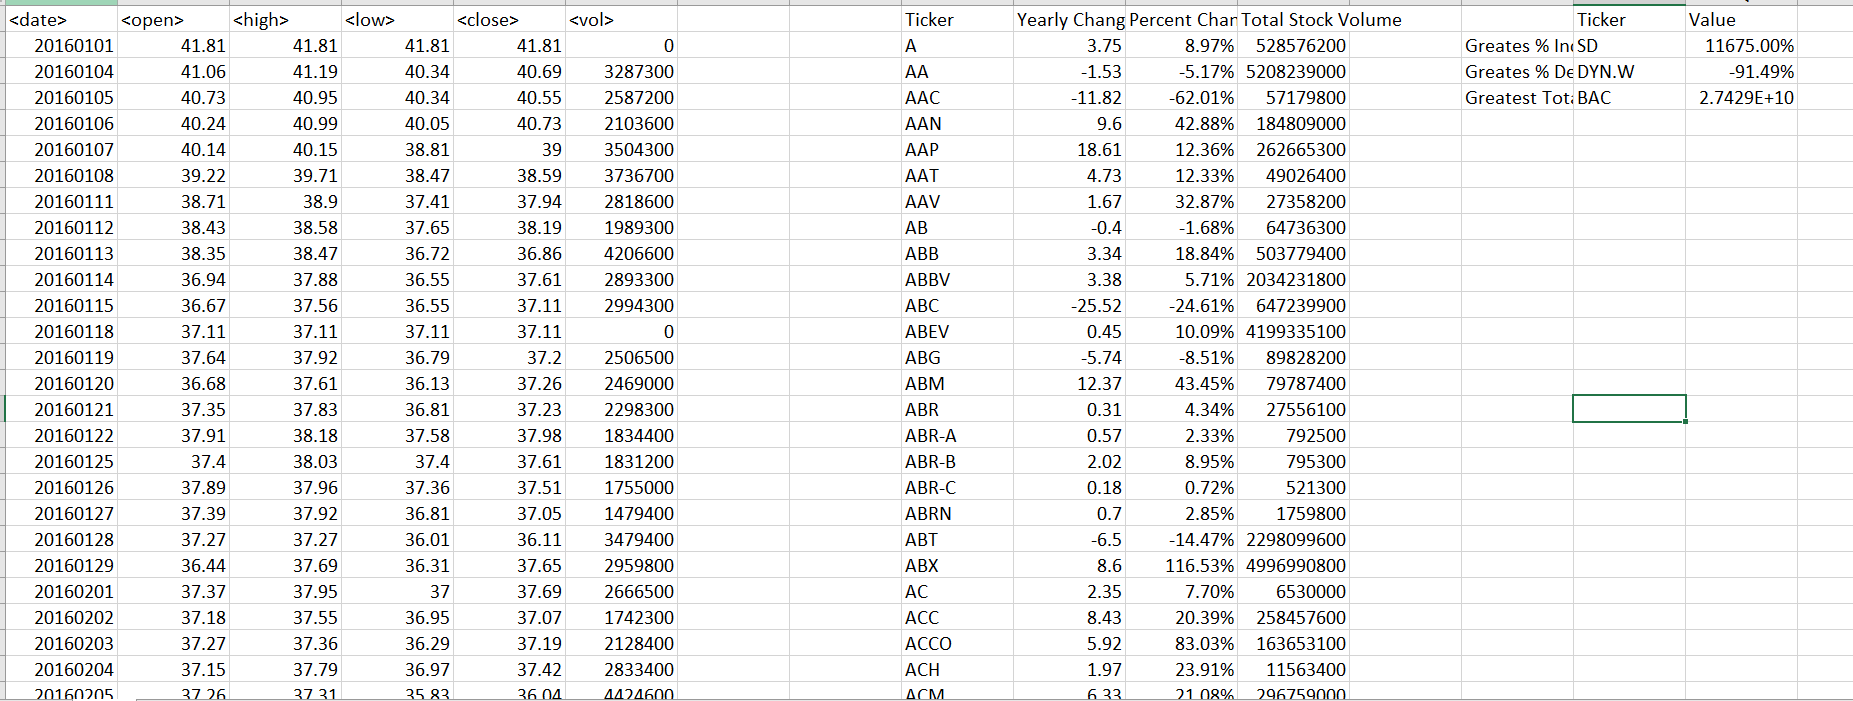 <date> <open> <high> <low> <close> <vol> Ticker Yearly Chang Percent Char Total Stock Volume Ticker Value
20160101 41.81 41.81 41.81 41.81 0 A 3.75 8.97% 528576200 Greates % In SD 11675.00%
20160104 41.06 41.19 40.34 40.69 3287300 AA -1.53 -5.17% 5208239000 Greates % De DYN.W -91.49%
20160105 40.73 40.95 40.34 40.55 2587200 AAC -11.82 -62.01% 57179800 Greatest Tot BAC 2.7429E+10
20160106 40.24 40.99 40.05 40.73 2103600 AAN 9.6 42.88% 184809000
20160107 40.14 40.15 38.81 39 3504300 AAP 18.61 12.36% 262665300
20160108 39.22 39.71 38.47 38.59 3736700 AAT 4.73 12.33% 49026400
20160111 38.71 38.9 37.41 37.94 2818600 AAV 1.67 32.87% 27358200
20160112 38.43 38.58 37.65 38.19 1989300 AB -0.4 -1.68% 64736300
20160113 38.35 38.47 36.72 36.86 4206600 ABB 3.34 18.84% 503779400
20160114 36.94 37.88 36.55 37.61 2893300 ABBV 3.38 5.71% 2034231800
20160115 36.67 37.56 36.55 37.11 2994300 ABC -25.52 -24.61% 647239900
20160118 37.11 37.11 37.11 37.11 0 ABEV 0.45 10.09% 4199335100
20160119 37.64 37.92 36.79 37.2 2506500 ABG -5.74 -8.51% 89828200
20160120 36.68 37.61 36.13 37.26 2469000 ABM 12.37 43.45% 79787400
20160121 37.35 37.83 36.81 37.23 2298300 ABR 0.31 4.34% 27556100
20160122 37.91 38.18 37.58 37.98 1834400 ABR-A 0.57 2.33% 792500
20160125 37.4 38.03 37.4 37.61 1831200 ABR-B 2.02 8.95% 795300
20160126 37.89 37.96 37.36 37.51 1755000 ABR-C 0.18 0.72% 521300
20160127 37.39 37.92 36.81 37.05 1479400 ABRN 0.7 2.85% 1759800
20160128 37.27 37.27 36.01 36.11 3479400 ABT -6.5 -14.47% 2298099600
20160129 36.44 37.69 36.31 37.65 2959800 ABX 8.6 116.53% 4996990800
20160201 37.37 37.95 37 37.69 2666500 AC 2.35 7.70% 6530000
20160202 37.18 37.55 36.95 37.07 1742300 ACC 8.43 20.39% 258457600
20160203 37.27 37.36 36.29 37.19 2128400 ACCO 5.92 83.03% 163653100
20160204 37.15 37.79 36.97 37.42 2833400 ACH 1.97 23.91% 11563400
20160205 37.26 37.31 35.83 36.04 4424600 ACM 6.33 21.08% 296759000